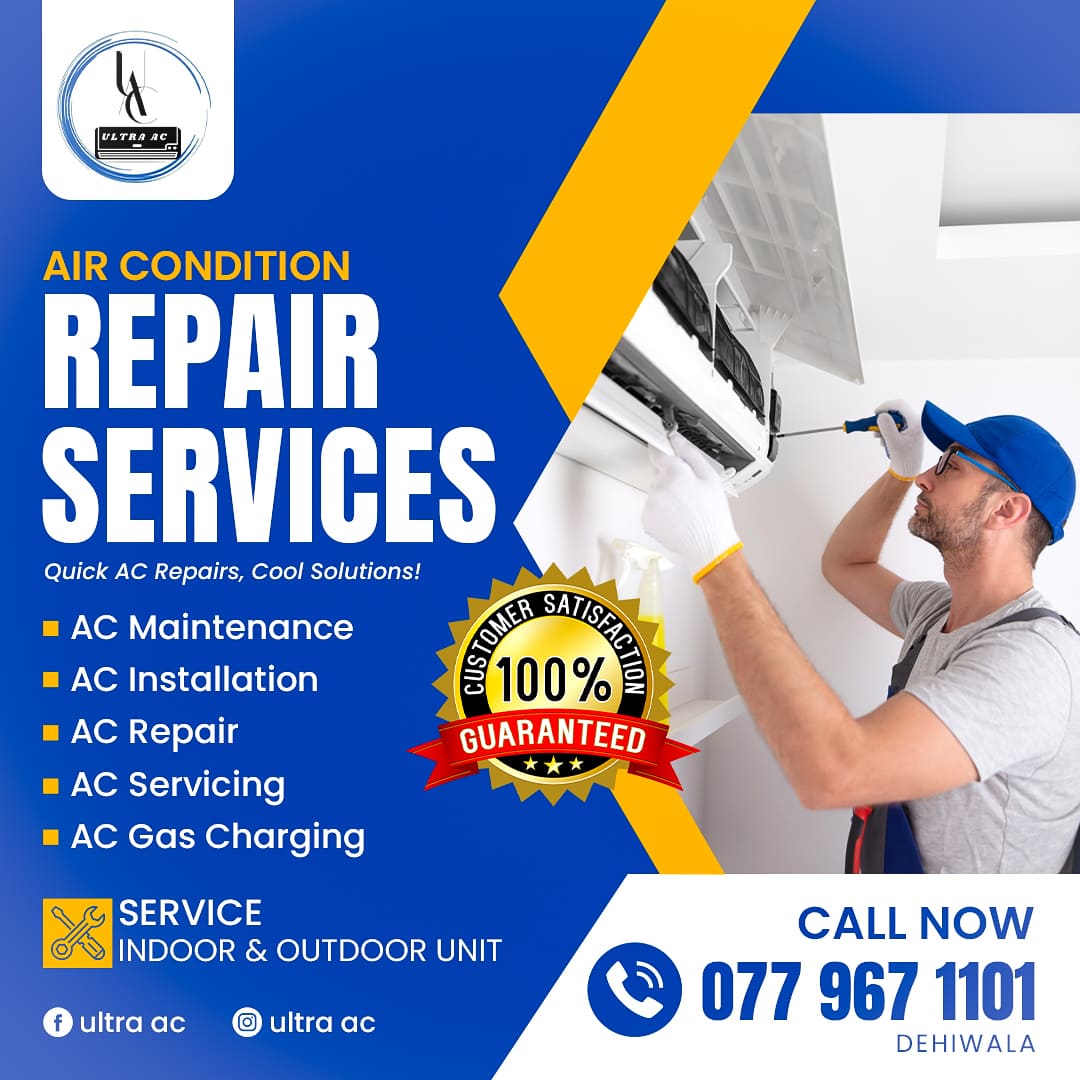 ULTRA AC
AIR CONDITION
REPAIR
SERVICES
Quick AC Repairs, Cool Solutions!
AC Maintenance
AC Installation
AC Repair
AC Servicing
AC Gas Charging
CUSTOMER SATISFACTION
100%
GUARANTEED
SERVICE
INDOOR & OUTDOOR UNIT
ultra ac
ultra ac
CALL NOW
077 967 1101
DEHIWALA